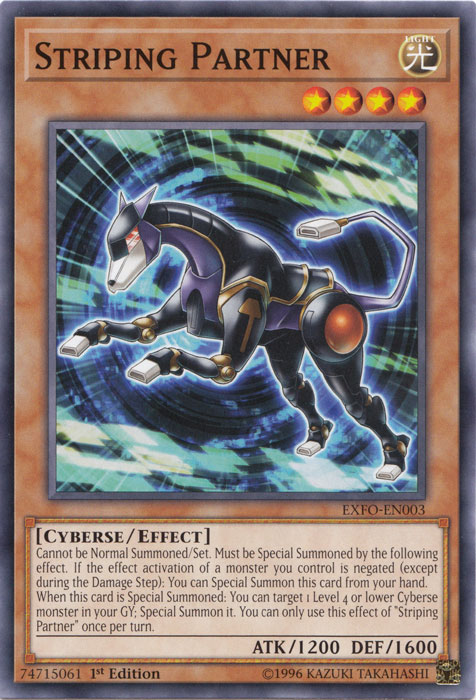 STRIPING PARTNER
LIGHT
光
EXFO-EN003
[CYBERSE/EFFECT]
Cannot be Normal Summoned/Set. Must be Special Summoned by the following
effect. If the effect activation of a monster you control is negated (except
during the Damage Step): You can Special Summon this card from your hand.
When this card is Special Summoned: You can target 1 Level 4 or lower Cyberse
monster in your GY; Special Summon it. You can only use this effect of "Striping
Partner" once per turn.
ATK/1200 DEF/1600
74715061 1st Edition ©1996 KAZUKI TAKAHASHI